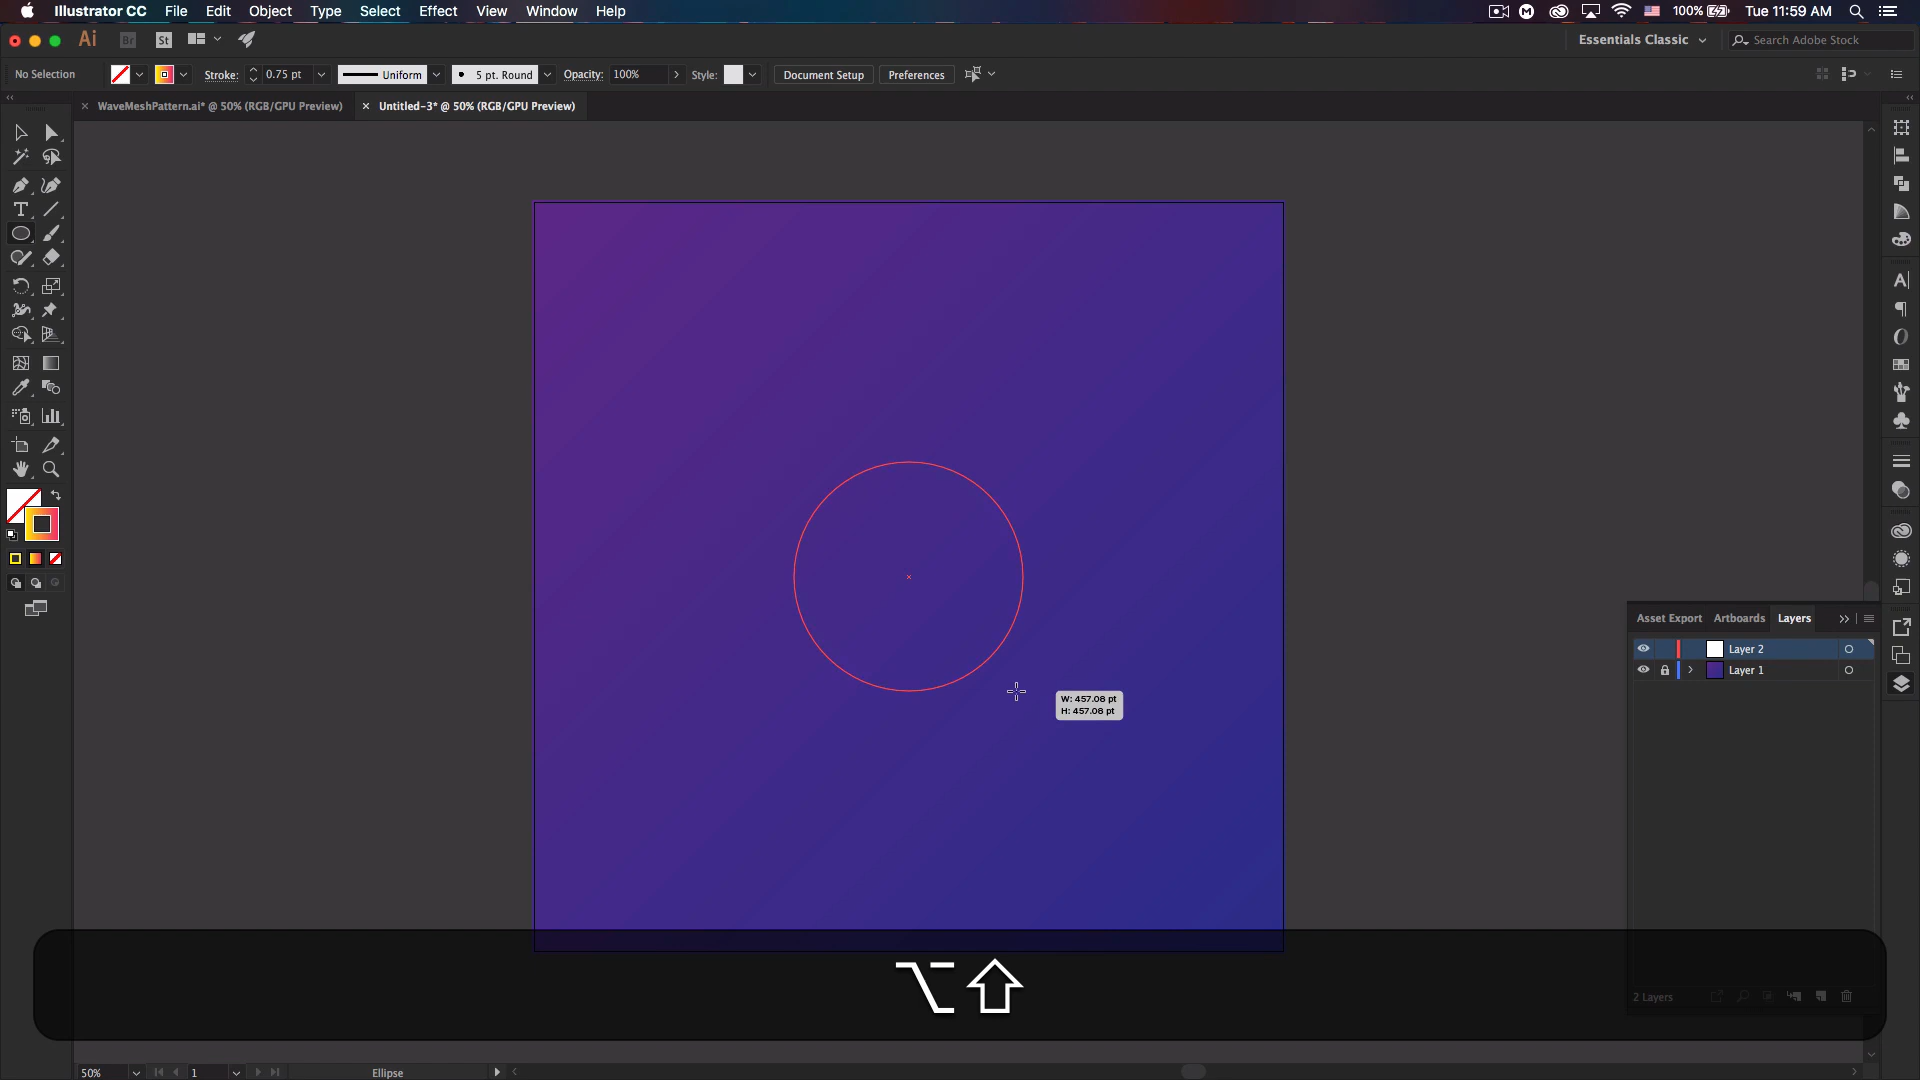 Illustrator CC File Edit Object Type Select Effect View Window Help 100% Tue 11:59 AM
Ai Br St Essentials Classic Search Adobe Stock
No Selection Stroke: 0.75 pt Uniform 5 pt. Round Opacity: 100% Style: Document Setup Preferences
WaveMeshPattern.ai* @ 50% (RGB/GPU Preview) Untitled-3* @ 50% (RGB/GPU Preview)
Asset Export Artboards Layers
Layer 2
Layer 1
W: 457.08 pt
H: 457.08 pt
2 Layers
50% 1 Ellipse